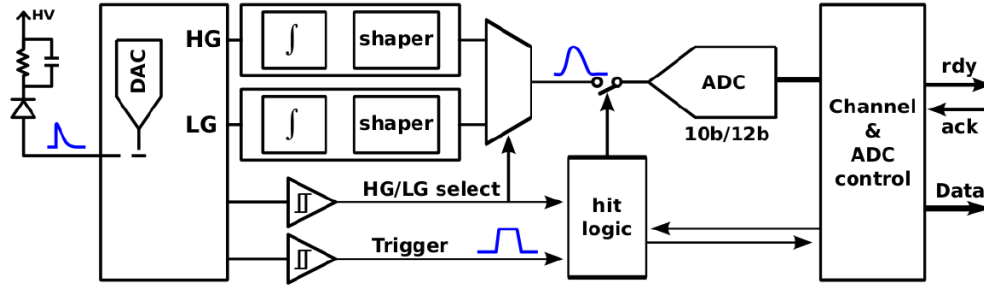 HV
DAC
HG
∫
shaper
LG
∫
shaper
ADC
10b/12b
HG/LG select
Trigger
hit
logic
Channel
&
ADC
control
rdy
ack
Data